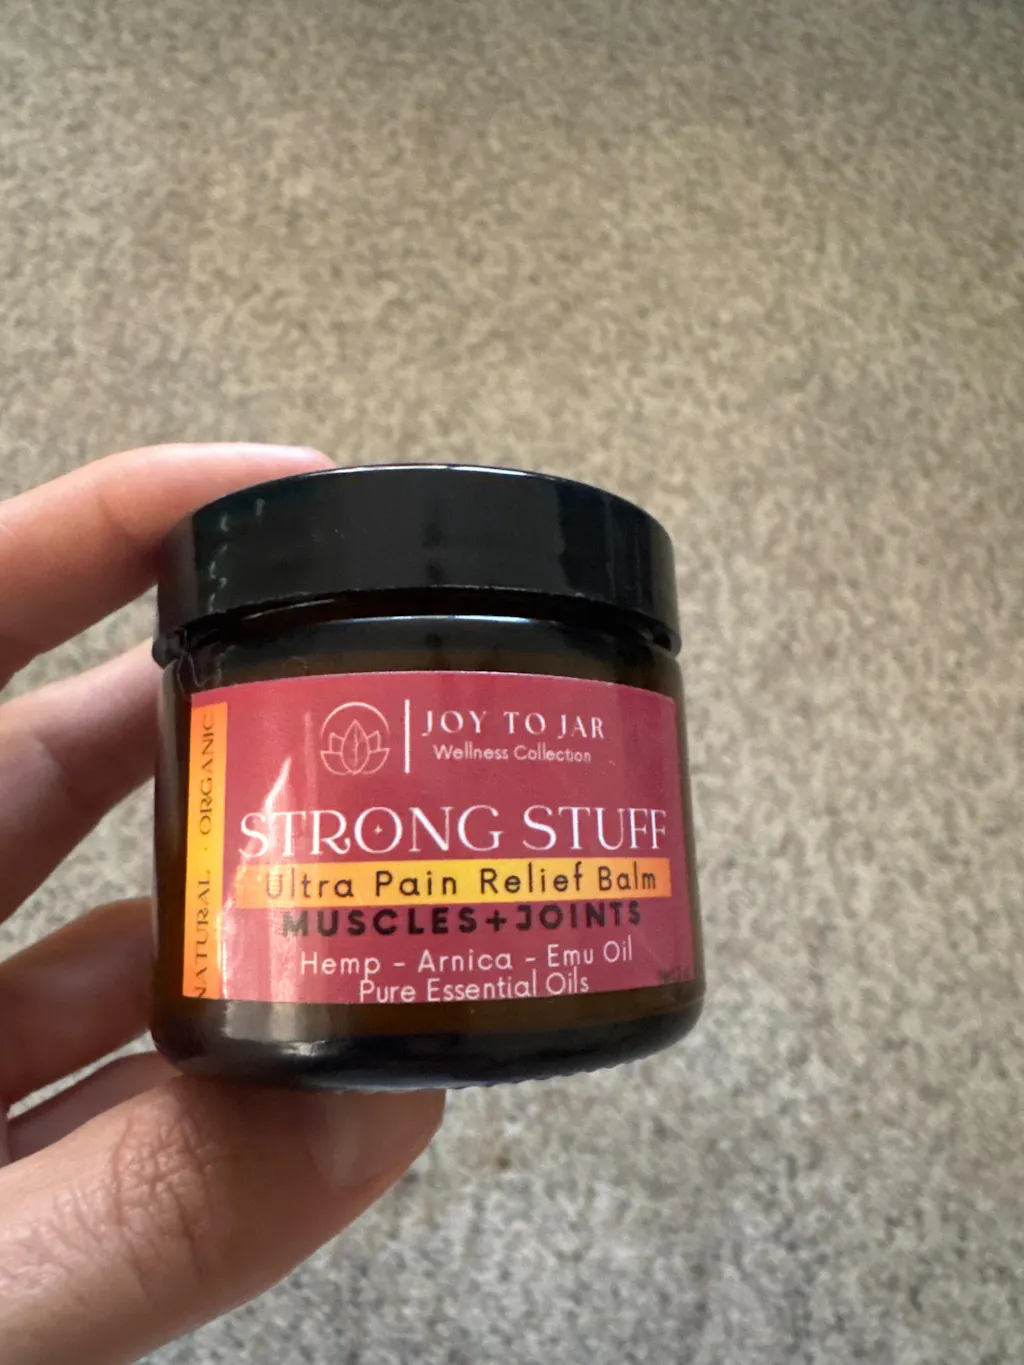 JOY TO JAR
Wellness Collection
STRONG STUFF
Ultra Pain Relief Balm
MUSCLES+JOINTS
Hemp - Arnica - Emu Oil
Pure Essential Oils
NATURAL · ORGANIC